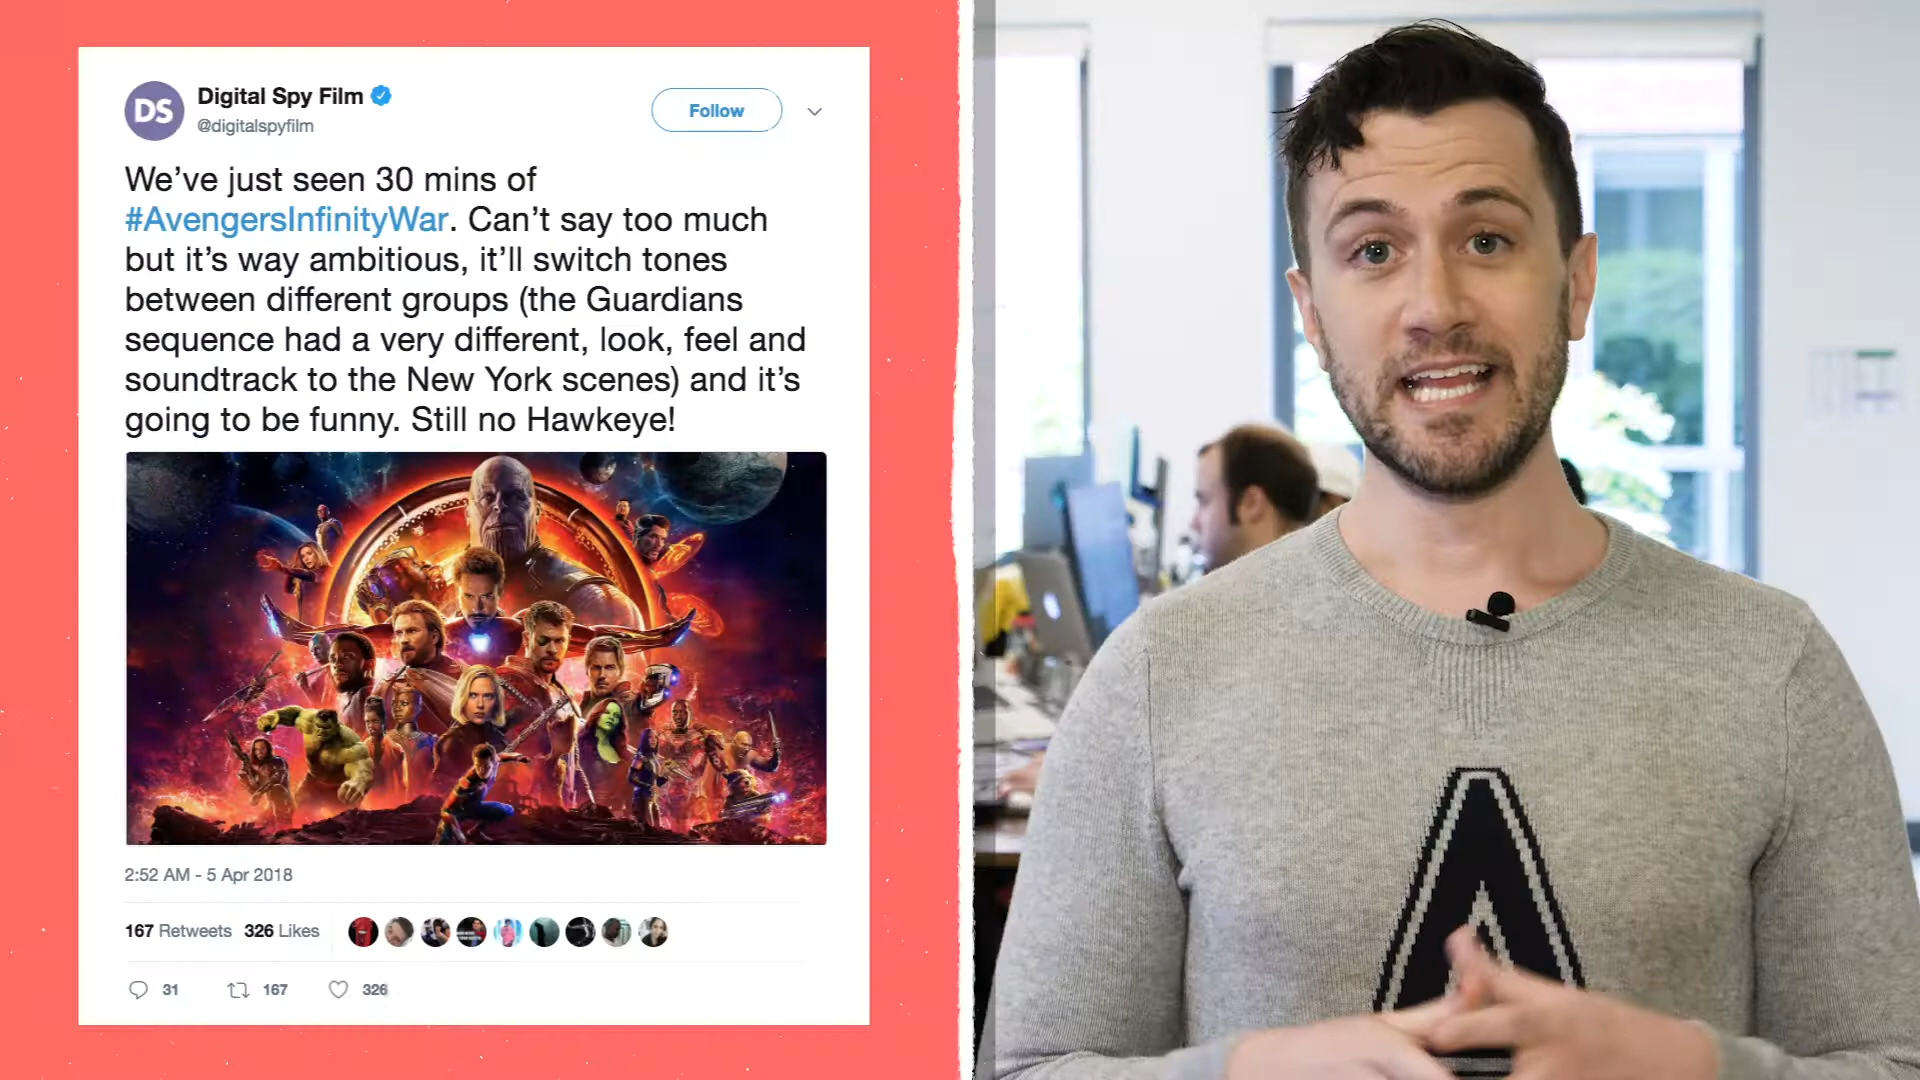 DS
Digital Spy Film
@digitalspyfilm
Follow
We’ve just seen 30 mins of
#AvengersInfinityWar. Can’t say too much
but it’s way ambitious, it’ll switch tones
between different groups (the Guardians
sequence had a very different, look, feel and
soundtrack to the New York scenes) and it’s
going to be funny. Still no Hawkeye!
2:52 AM - 5 Apr 2018
167 Retweets 326 Likes
31 167 326
A